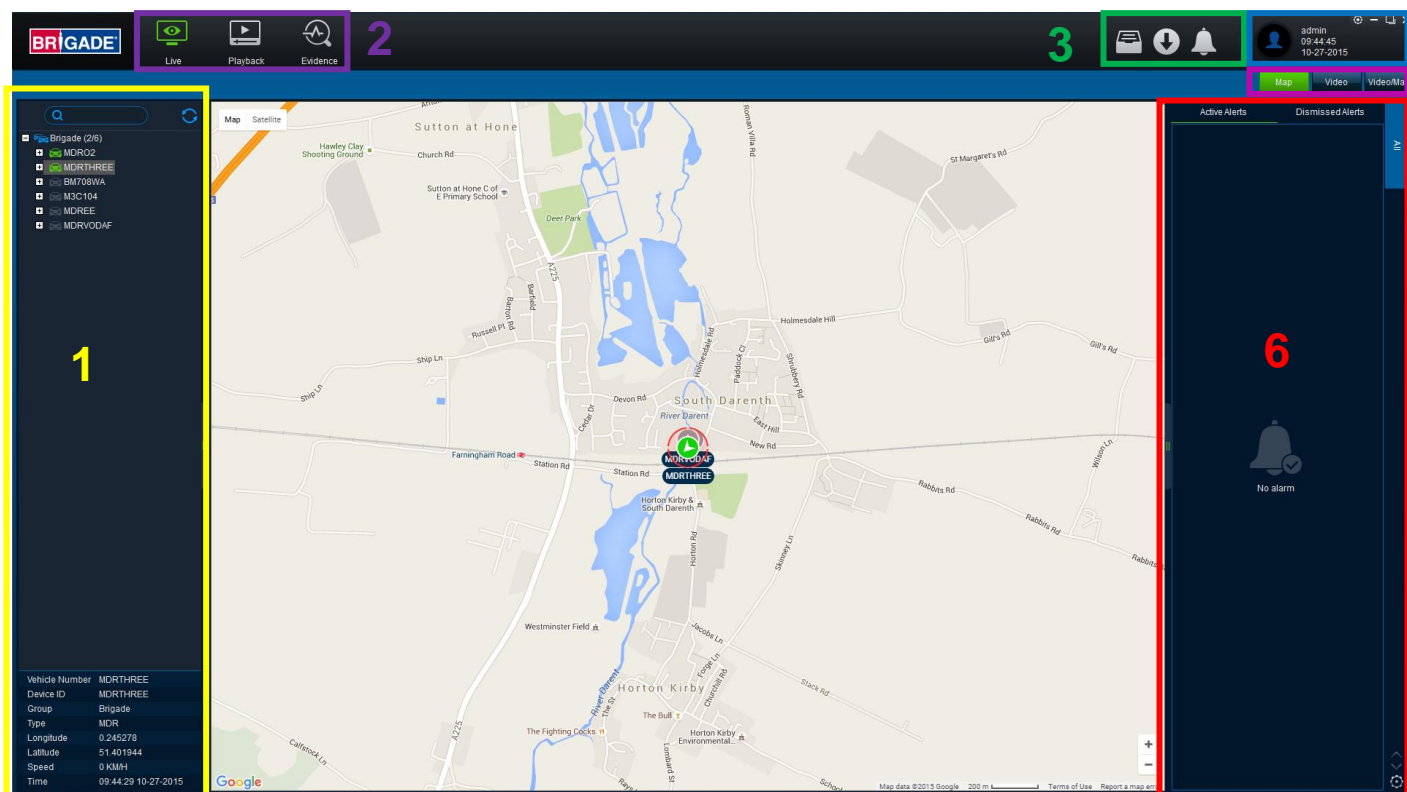 BRIGADE
Live
Playback
Evidence
2
3
admin
09:44:45
10-27-2015
Map
Video
Video/Ma
Brigade (2/6)
MDRO2
MDRTHREE
BM708WA
M3C104
MDREE
MDRVODAF
1
Vehicle Number MDRTHREE
Device ID MDRTHREE
Group Brigade
Type MDR
Longitude 0.245278
Latitude 51.401944
Speed 0 KM/H
Time 09:44:29 10-27-2015
Map
Satellite
Sutton at Hone
Hawley Clay
Shooting Ground
Church Rd
Roman Villa Rd
St Margaret's Rd
Sutton at Hone C of
E Primary School
Deer Park
A225
Barfield
Barton Rd
Russell Pl
Holmesdale Hill
Holmesdale Rd
Paddock Cl
Shrubbery Rd
Gill's Rd
Gill's Rd
Ship Ln
Ship Ln
Devon Rd
Cedar Dr
South Darenth
River Darent
East Hill
New Rd
Farningham Road
Station Rd
Station Rd
MDRVODAF
MDRTHREE
Wilson Ln
Horton Kirby &
South Darenth
Rabbits Rd
Rabbits Rd
Rabbits
Horton Rd
Skinney Ln
Westminster Field
Jacobs Ln
Forge Ln
Churchill Rd
Stack Rd
Horton Kirby
River Darent
The St
The Bull
The Fighting Cocks
Horton Kirby
Environmental...
A225
Calfstock Ln
Lombard St
Rays
School
+
−
Google
Map data ©2015 Google
200 m
Terms of Use
Report a map err
Active Alerts
Dismissed Alerts
All
6
No alarm